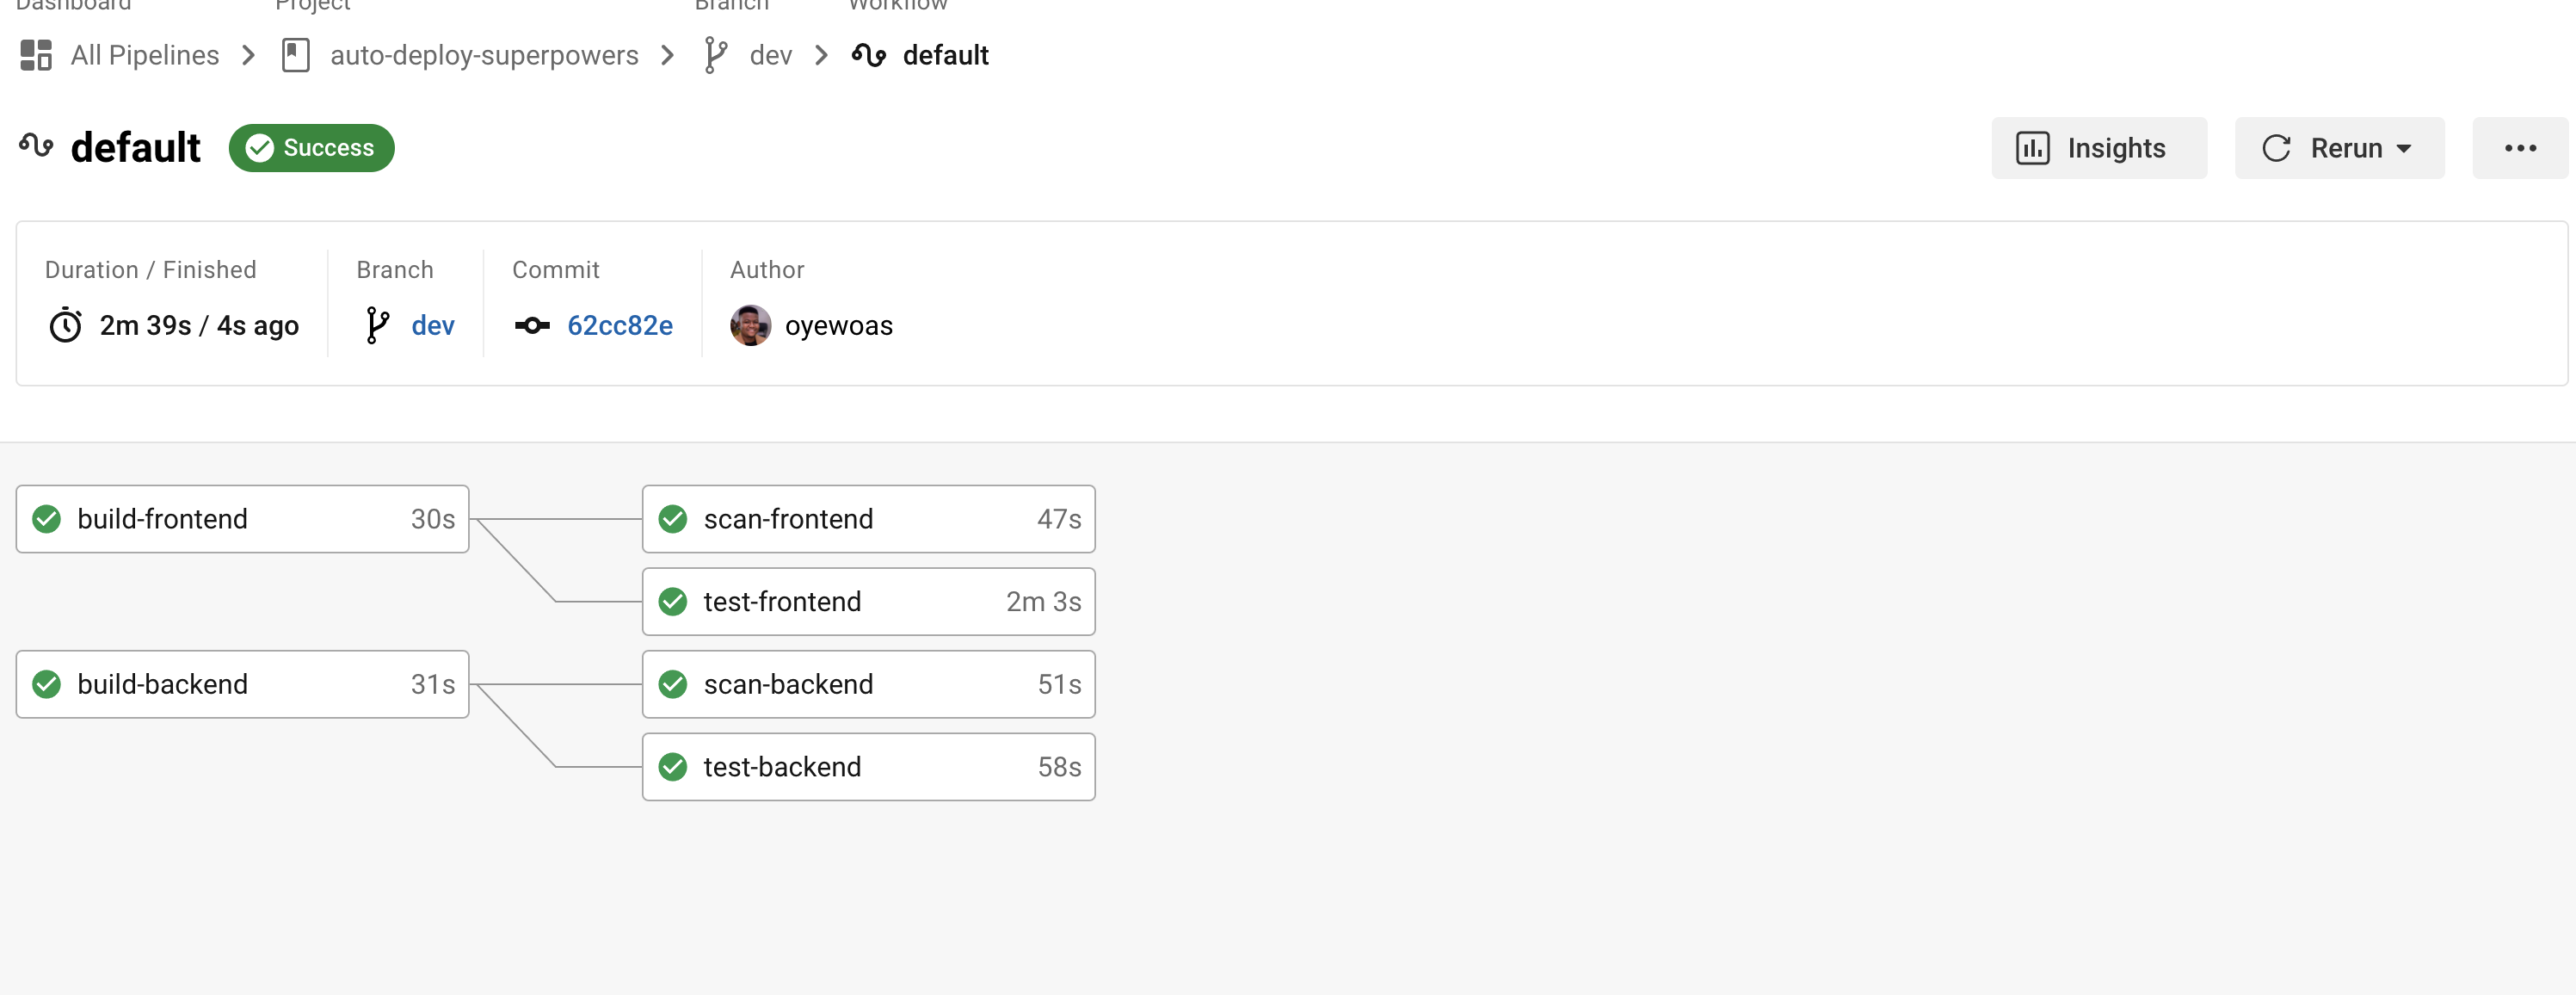 Dashboard Project Branch Workflow
All Pipelines auto-deploy-superpowers dev default
default Success Insights Rerun
Duration / Finished Branch Commit Author
2m 39s / 4s ago dev 62cc82e oyewoas
build-frontend 30s scan-frontend 47s
test-frontend 2m 3s
build-backend 31s scan-backend 51s
test-backend 58s